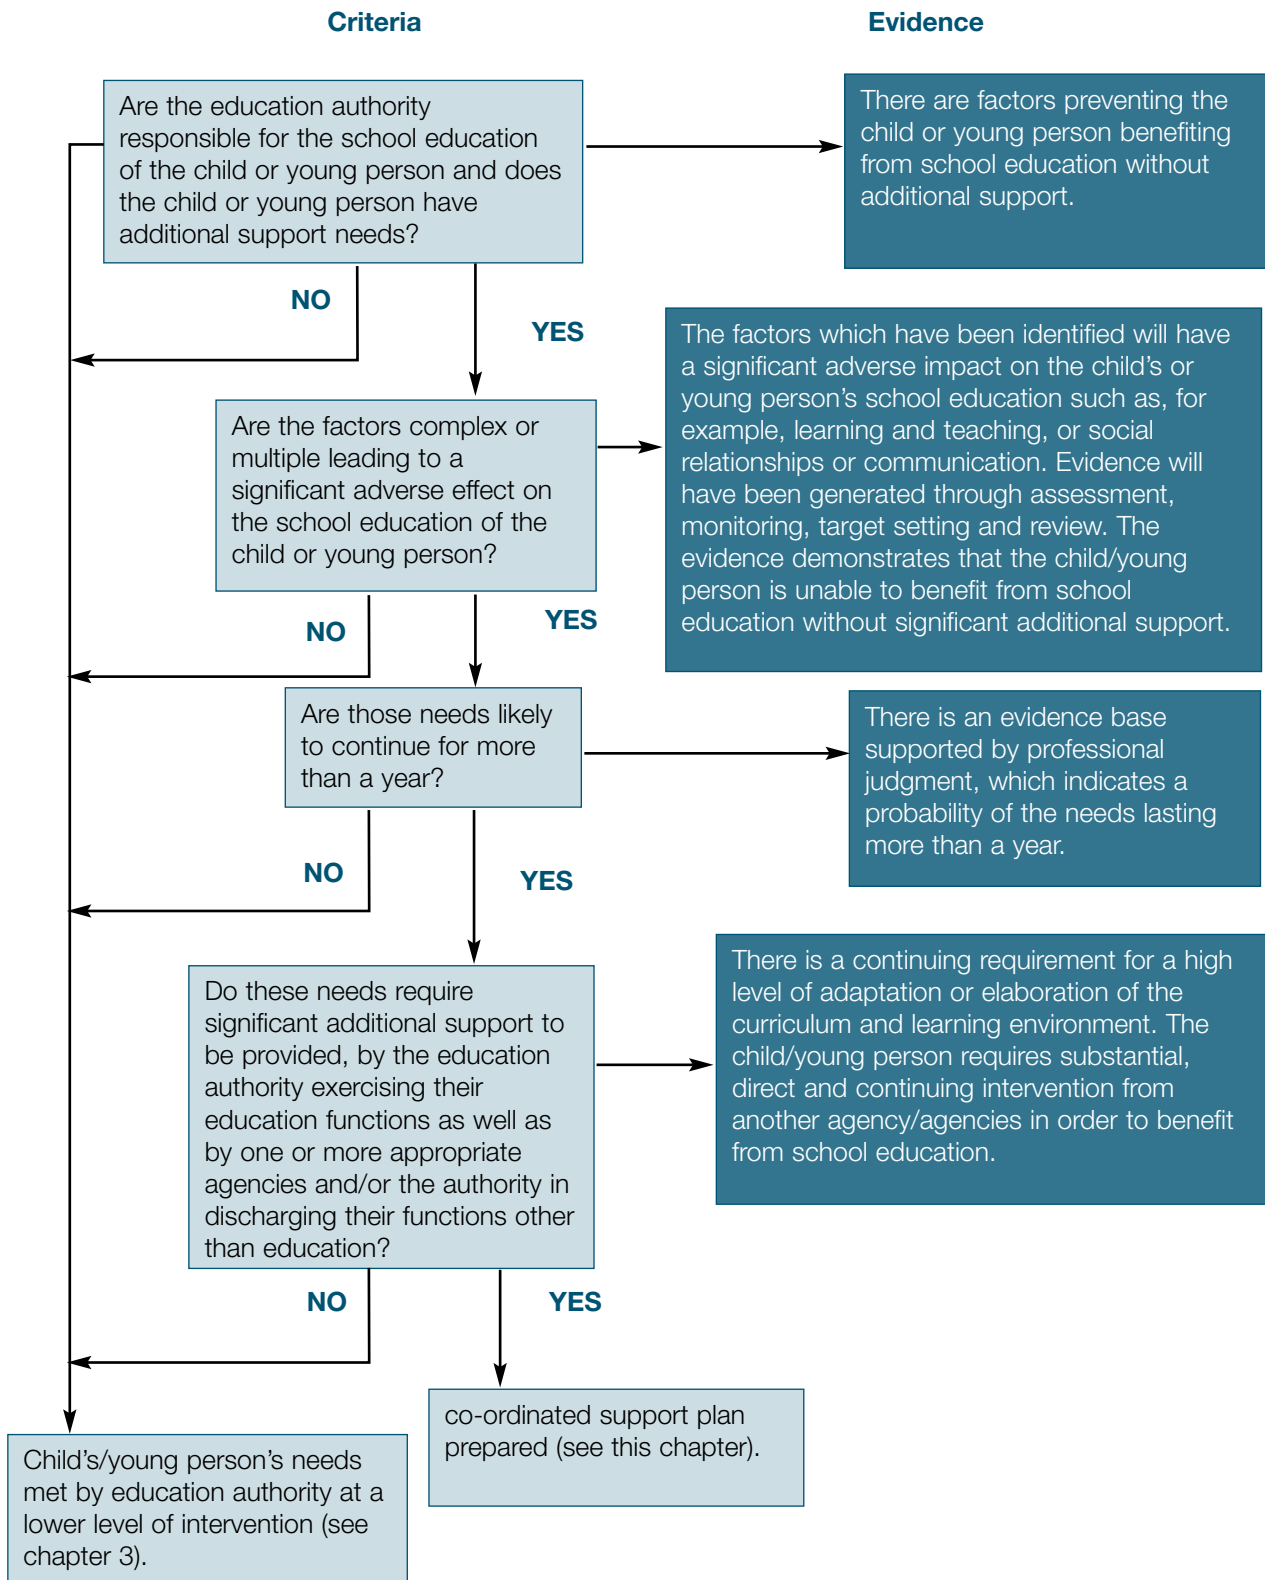 Criteria
Evidence
Are the education authority
responsible for the school education
of the child or young person and does
the child or young person have
additional support needs?
There are factors preventing the
child or young person benefiting
from school education without
additional support.
NO
YES
Are the factors complex or
multiple leading to a
significant adverse effect on
the school education of the
child or young person?
The factors which have been identified will have
a significant adverse impact on the child’s or
young person’s school education such as, for
example, learning and teaching, or social
relationships or communication. Evidence will
have been generated through assessment,
monitoring, target setting and review. The
evidence demonstrates that the child/young
person is unable to benefit from school
education without significant additional support.
NO
YES
Are those needs likely
to continue for more
than a year?
There is an evidence base
supported by professional
judgment, which indicates a
probability of the needs lasting
more than a year.
NO
YES
Do these needs require
significant additional support to
be provided, by the education
authority exercising their
education functions as well as
by one or more appropriate
agencies and/or the authority in
discharging their functions other
than education?
There is a continuing requirement for a high
level of adaptation or elaboration of the
curriculum and learning environment. The
child/young person requires substantial,
direct and continuing intervention from
another agency/agencies in order to benefit
from school education.
NO
YES
co-ordinated support plan
prepared (see this chapter).
Child’s/young person’s needs
met by education authority at a
lower level of intervention (see
chapter 3).